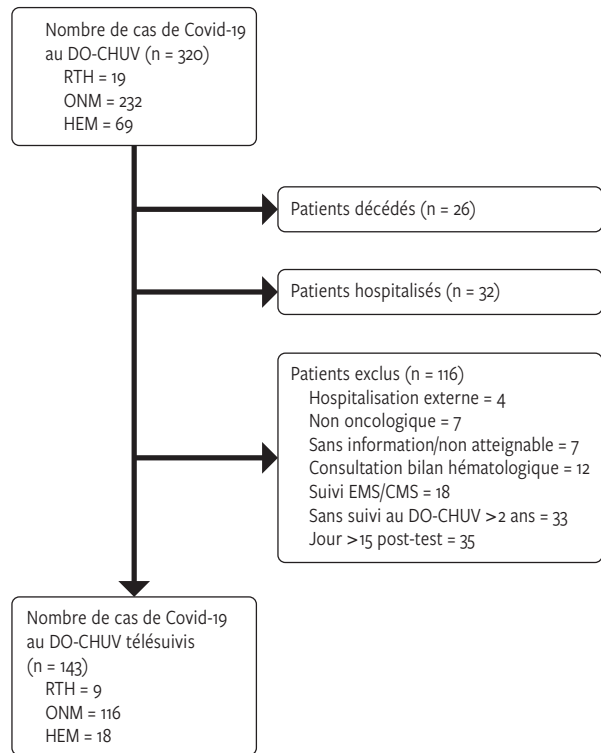 Nombre de cas de Covid-19
au DO-CHUV (n = 320)
RTH = 19
ONM = 232
HEM = 69
Patients décédés (n = 26)
Patients hospitalisés (n = 32)
Patients exclus (n = 116)
Hospitalisation externe = 4
Non oncologique = 7
Sans information/non atteignable = 7
Consultation bilan hématologique = 12
Suivi EMS/CMS = 18
Sans suivi au DO-CHUV >2 ans = 33
Jour >15 post-test = 35
Nombre de cas de Covid-19
au DO-CHUV télésuivis
(n = 143)
RTH = 9
ONM = 116
HEM = 18